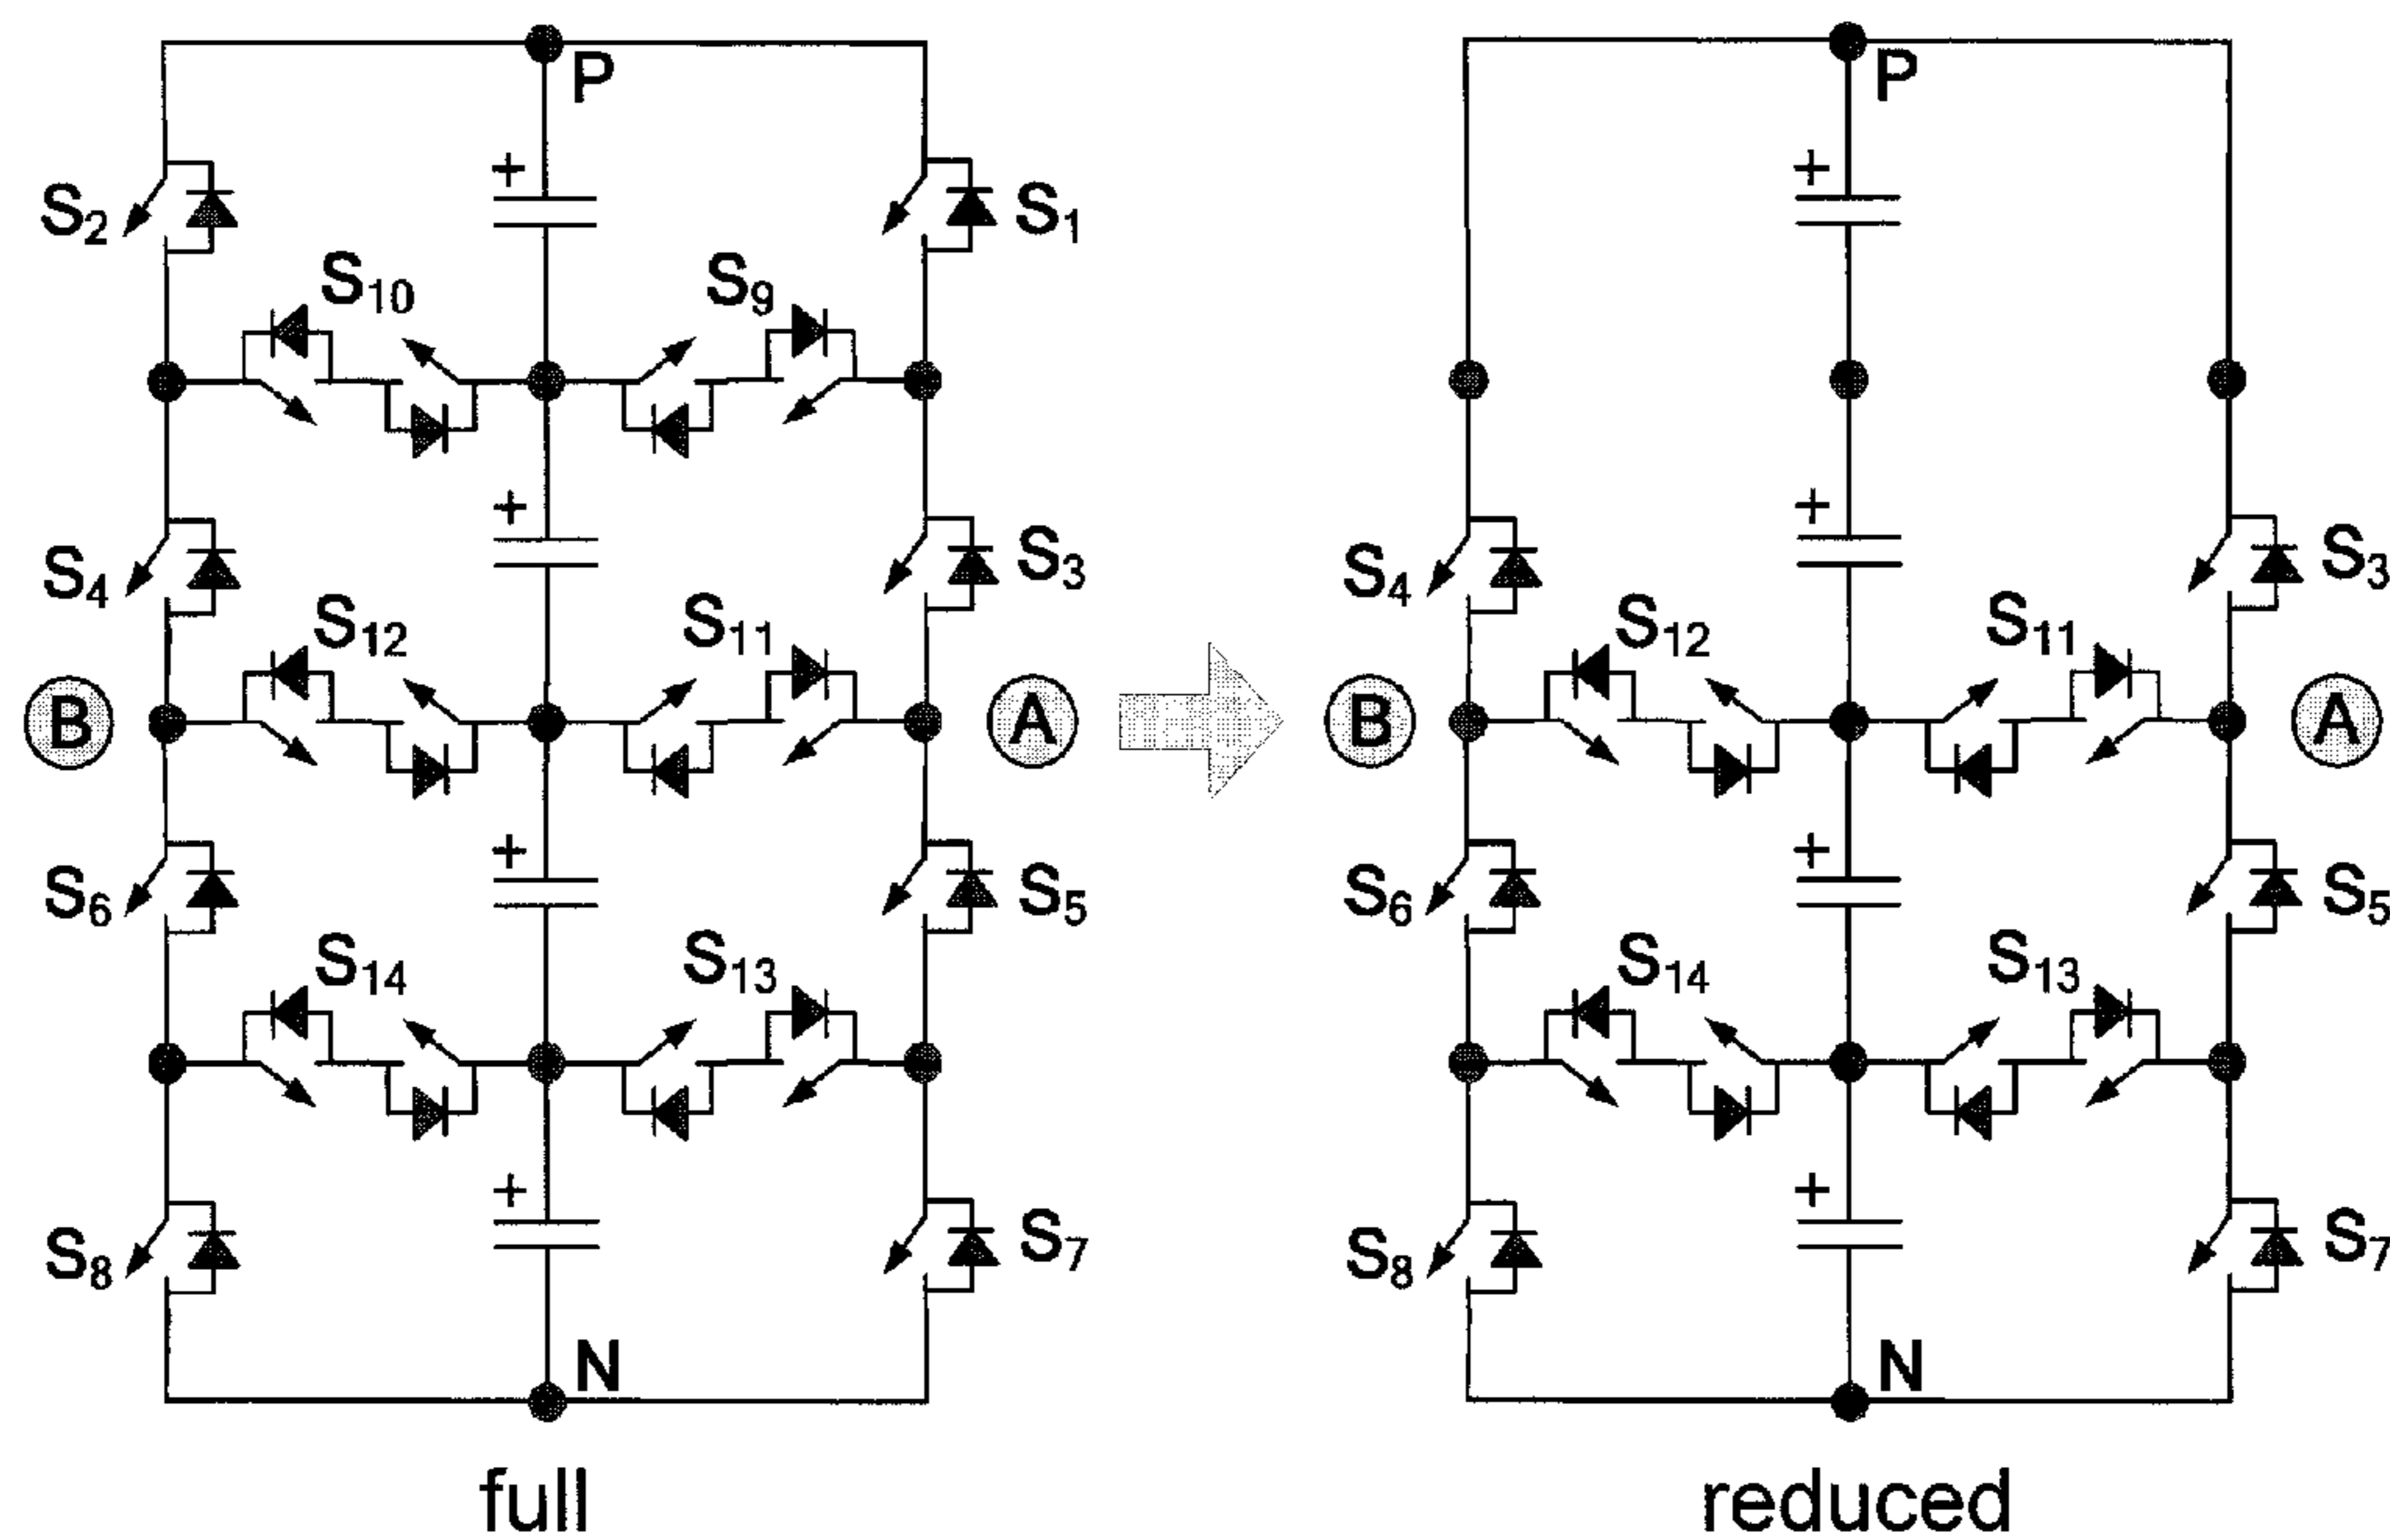 P P
+ +
S2 S1
S10 S9
+ + +
S4 S3 S4 S3
S12 S11 S12 S11
B A B A
+ +
S6 S5 S6 S5
S14 S13 S14 S13
+ +
S8 S7 S8 S7
N N
full reduced